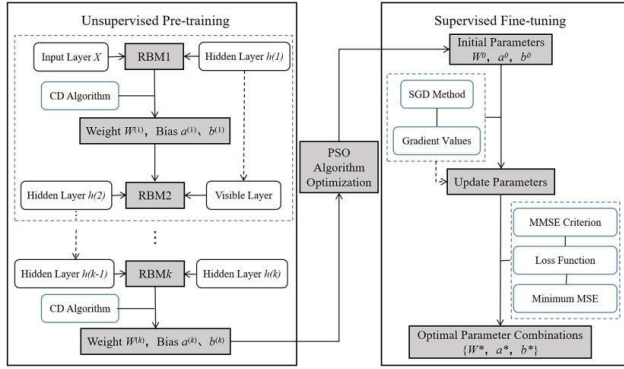 Unsupervised Pre-training
Input Layer X
RBM1
Hidden Layer h(1)
CD Algorithm
Weight W(1), Bias a(1)、b(1)
Hidden Layer h(2)
RBM2
Visible Layer
⋮
Hidden Layer h(k-1)
RBMk
Hidden Layer h(k)
CD Algorithm
Weight W(k), Bias a(k)、b(k)
PSO
Algorithm
Optimization
Supervised Fine-tuning
Initial Parameters
W⁰, a⁰, b⁰
SGD Method
Gradient Values
Update Parameters
MMSE Criterion
Loss Function
Minimum MSE
Optimal Parameter Combinations
{W*, a*, b*}